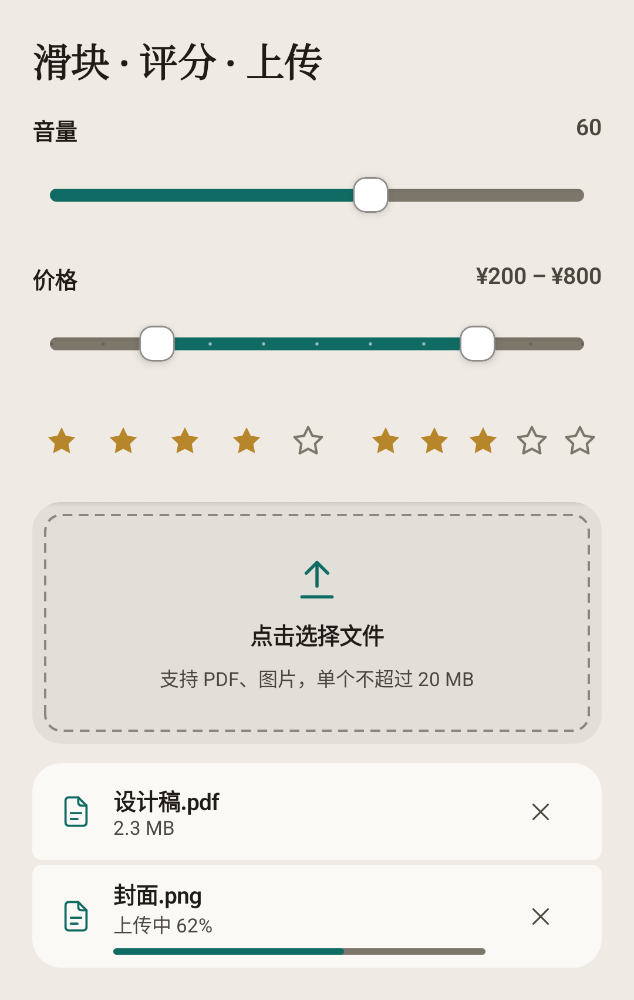 滑块 · 评分 · 上传
音量
60
价格
¥200 – ¥800
点击选择文件
支持 PDF、图片，单个不超过 20 MB
设计稿.pdf
2.3 MB
封面.png
上传中 62%